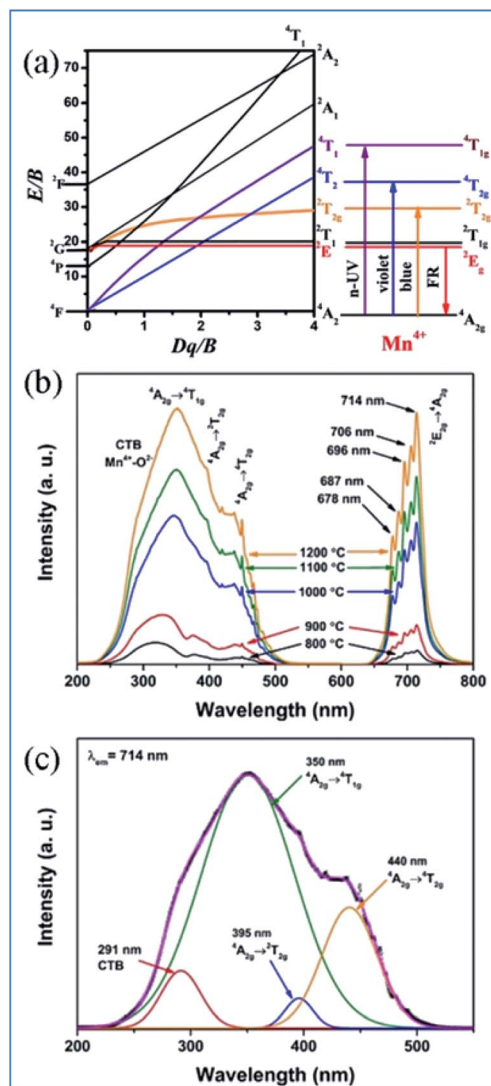 (a)
⁴T₁
²A₂
²A₁
⁴T₁
⁴T₂
²T₂g
²T₁
²E
⁴A₂
E/B
70
60
50
40
30
20
10
0
²F
²G
⁴P
⁴F
0
2
4
Dq/B
⁴T₁g
⁴T₂g
²T₂g
²T₁g
²Eg
⁴A₂g
n-UV
violet
blue
FR
Mn⁴⁺
(b)
Intensity (a. u.)
⁴A₂g→⁴T₁g
⁴A₂g→²T₂g
⁴A₂g→⁴T₂g
CTB
Mn⁴⁺-O²⁻
714 nm
706 nm
696 nm
687 nm
678 nm
²E₂g→⁴A₂g
1200 °C
1100 °C
1000 °C
900 °C
800 °C
200
300
400
500
600
700
800
Wavelength (nm)
(c)
λem= 714 nm
Intensity (a. u.)
350 nm
⁴A₂g→⁴T₁g
440 nm
⁴A₂g→⁴T₂g
395 nm
⁴A₂g→²T₂g
291 nm
CTB
200
300
400
500
Wavelength (nm)